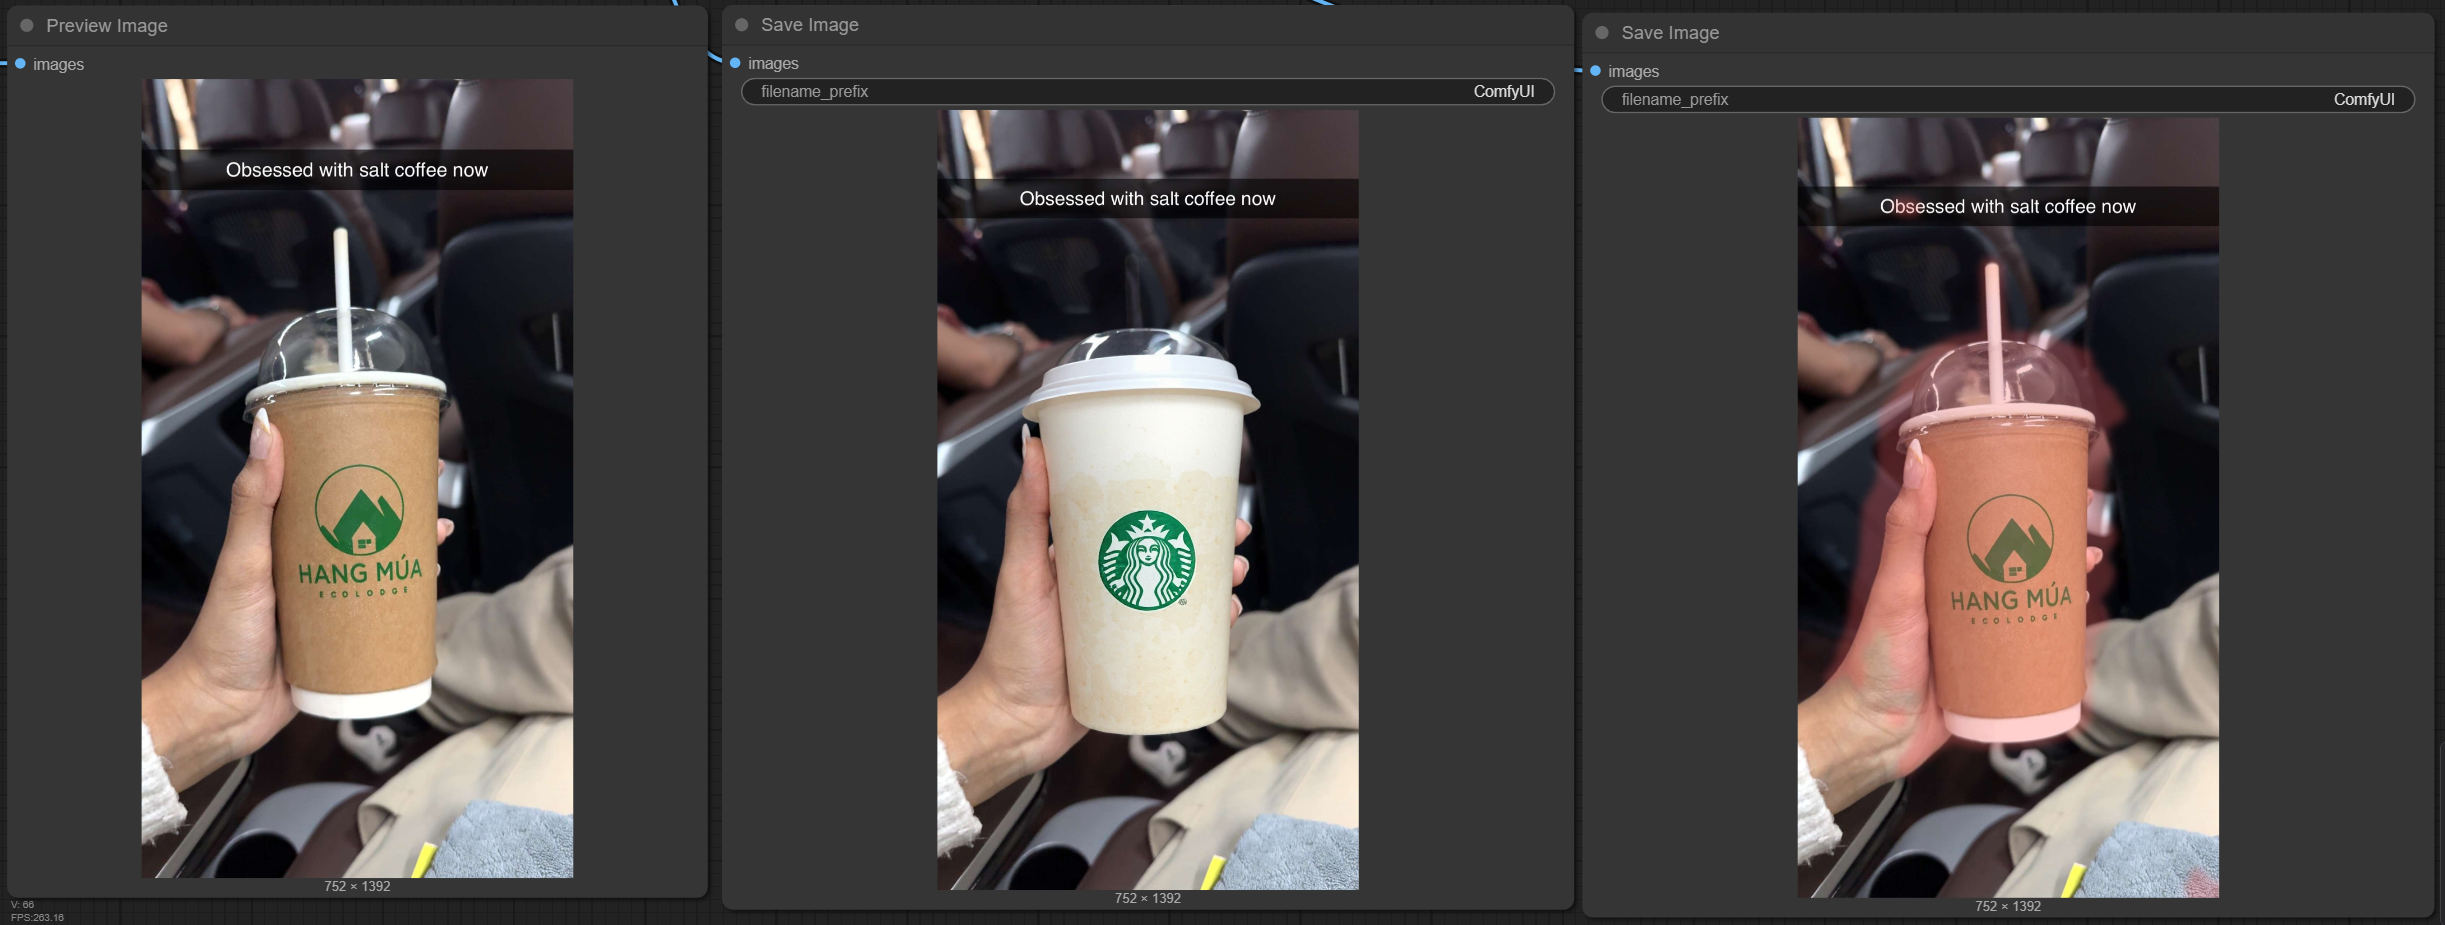 Preview Image
images
Obsessed with salt coffee now
HANG MÚA
ECOLODGE
752 × 1392
V: 66
FPS:263.16
Save Image
images
filename_prefix
ComfyUI
Obsessed with salt coffee now
®
752 × 1392
Save Image
images
filename_prefix
ComfyUI
Obsessed with salt coffee now
HANG MÚA
ECOLODGE
752 × 1392